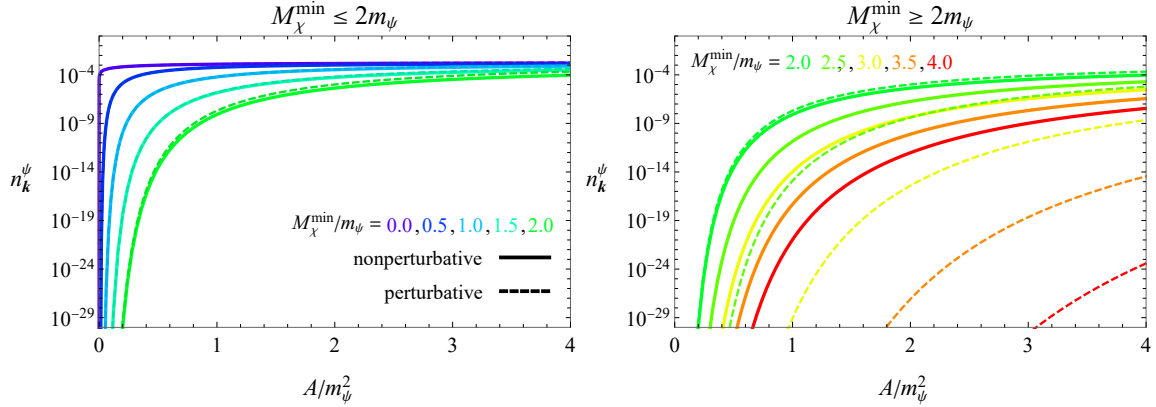 M_χ^min ≤ 2m_ψ
10^−4
10^−9
10^−14
10^−19
10^−24
10^−29
n_k^ψ
M_χ^min/m_ψ = 0.0, 0.5, 1.0, 1.5, 2.0
nonperturbative
perturbative
0 1 2 3 4
A/m_ψ^2
M_χ^min ≥ 2m_ψ
M_χ^min/m_ψ = 2.0 2.5, 3.0, 3.5, 4.0
10^−4
10^−9
10^−14
10^−19
10^−24
10^−29
n_k^ψ
0 1 2 3 4
A/m_ψ^2